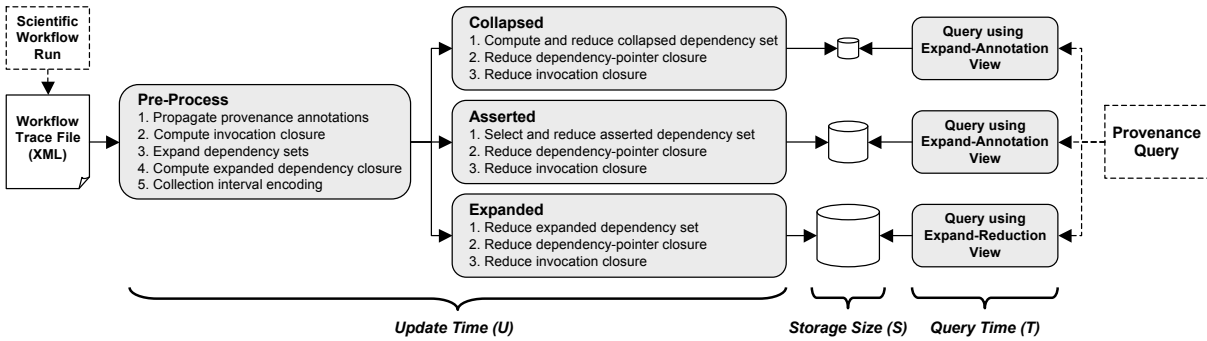 Scientific
Workflow
Run
Workflow
Trace File
(XML)
Pre-Process
1. Propagate provenance annotations
2. Compute invocation closure
3. Expand dependency sets
4. Compute expanded dependency closure
5. Collection interval encoding
Collapsed
1. Compute and reduce collapsed dependency set
2. Reduce dependency-pointer closure
3. Reduce invocation closure
Asserted
1. Select and reduce asserted dependency set
2. Reduce dependency-pointer closure
3. Reduce invocation closure
Expanded
1. Reduce expanded dependency set
2. Reduce dependency-pointer closure
3. Reduce invocation closure
Query using
Expand-Annotation
View
Query using
Expand-Annotation
View
Query using
Expand-Reduction
View
Provenance
Query
Update Time (U)
Storage Size (S)
Query Time (T)